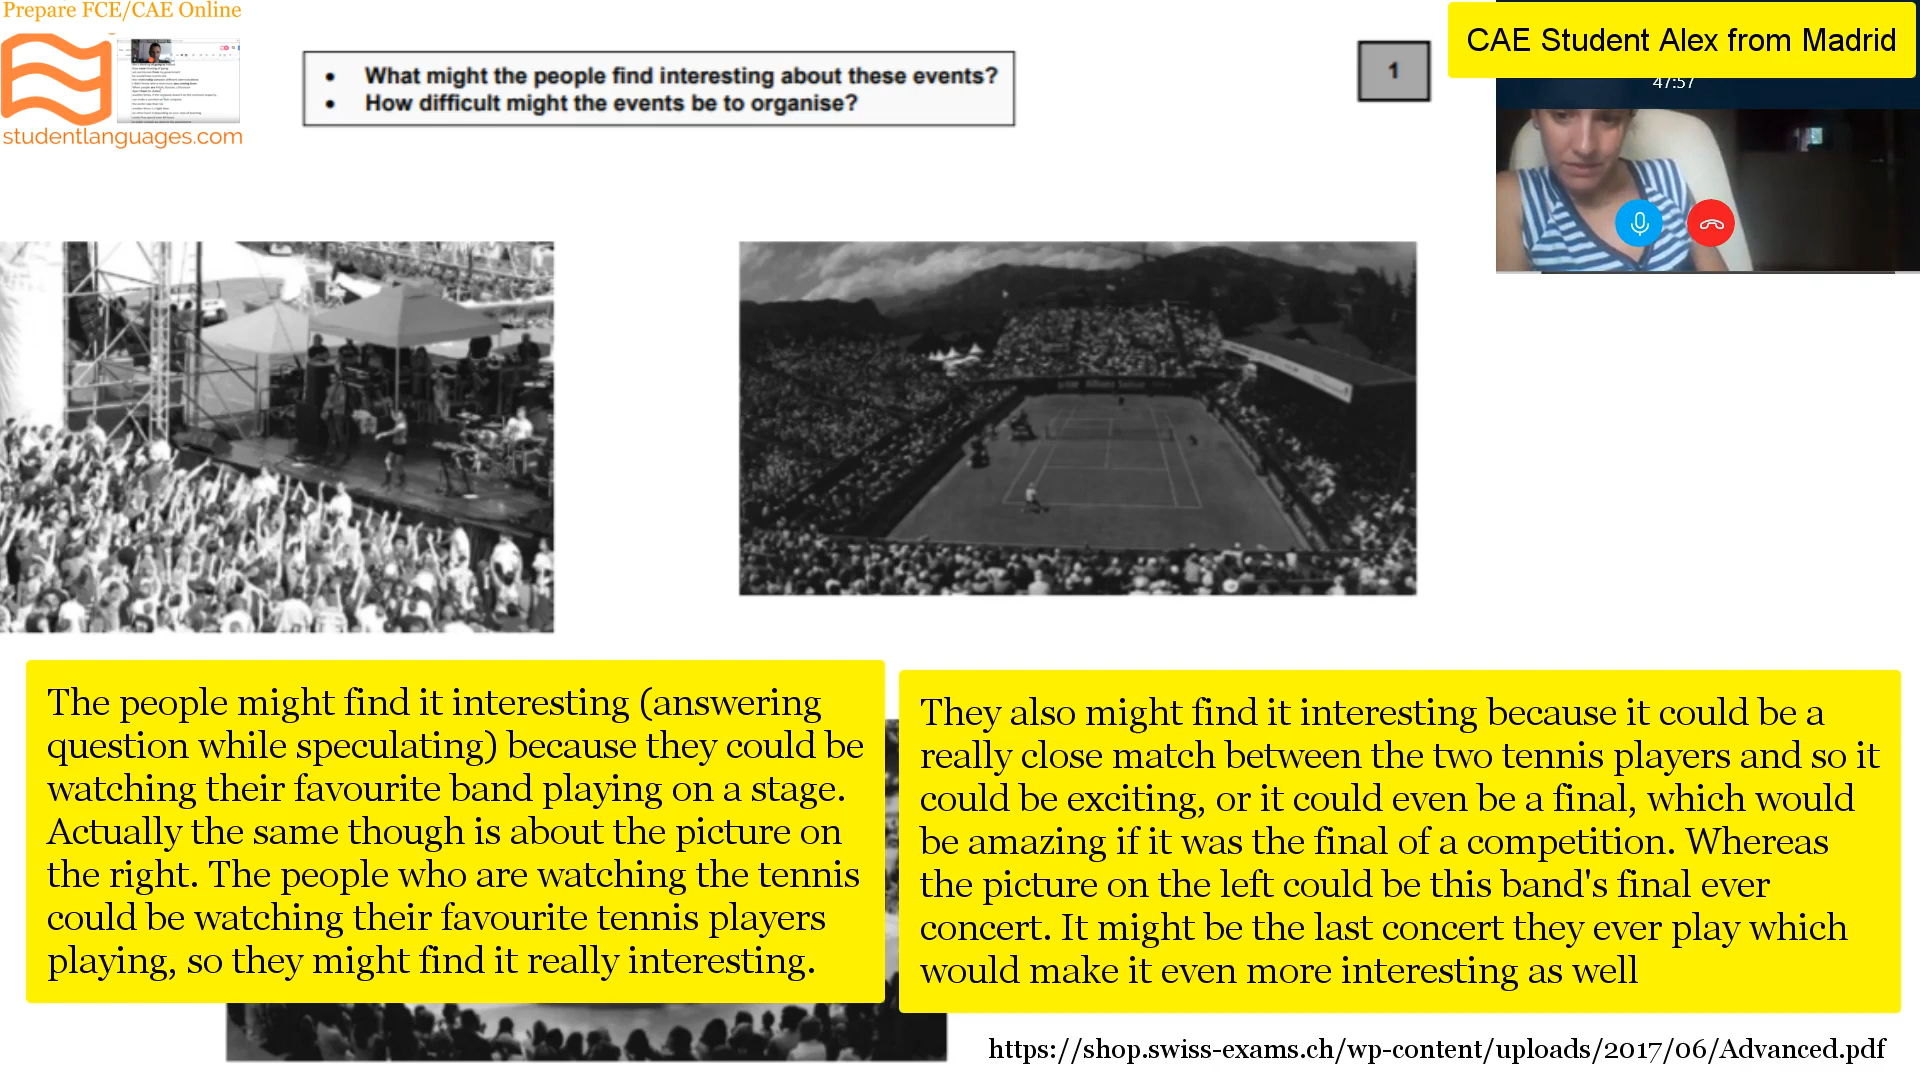 Prepare FCE/CAE Online
studentlanguages.com
What might the people find interesting about these events?
How difficult might the events be to organise?
1
CAE Student Alex from Madrid
47:57
The people might find it interesting (answering
question while speculating) because they could be
watching their favourite band playing on a stage.
Actually the same though is about the picture on
the right. The people who are watching the tennis
could be watching their favourite tennis players
playing, so they might find it really interesting.
They also might find it interesting because it could be a
really close match between the two tennis players and so it
could be exciting, or it could even be a final, which would
be amazing if it was the final of a competition. Whereas
the picture on the left could be this band's final ever
concert. It might be the last concert they ever play which
would make it even more interesting as well
https://shop.swiss-exams.ch/wp-content/uploads/2017/06/Advanced.pdf